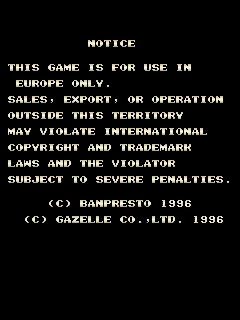 NOTICE
THIS GAME IS FOR USE IN
EUROPE ONLY.
SALES, EXPORT, OR OPERATION
OUTSIDE THIS TERRITORY
MAY VIOLATE INTERNATIONAL
COPYRIGHT AND TRADEMARK
LAWS AND THE VIOLATOR
SUBJECT TO SEVERE PENALTIES.
(C) BANPRESTO 1996
(C) GAZELLE CO.,LTD. 1996